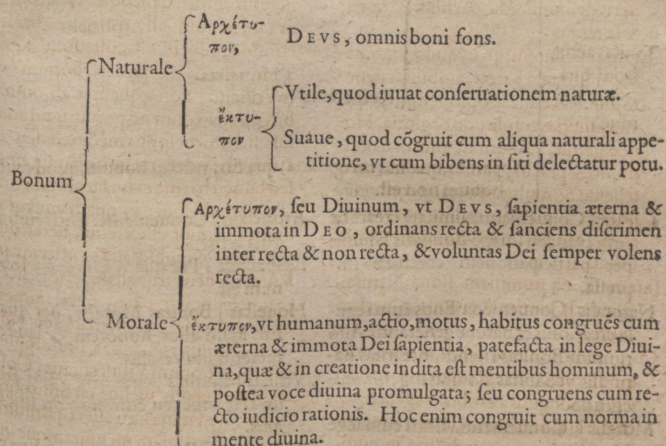 Ἀρχέτυ-
πον,
DEVS, omnis boni fons.
Naturale
Vtile, quod iuuat conseruationem naturæ.
ἔκτυ-
πον
Suaue, quod cõgruit cum aliqua naturali appe-
titione, vt cum bibens in siti delectatur potu.
Bonum
Ἀρχέτυπον, seu Diuinum, vt DEVS, sapientia æterna &
immota in DEO, ordinans recta & sanciens discrimen
inter recta & non recta, & voluntas Dei semper volens
recta.
Morale
ἔκτυπον, vt humanum, actio, motus, habitus congruẽs cum
æterna & immota Dei sapientia, patefacta in lege Diui-
na, quæ & in creatione indita est mentibus hominum, &
postea voce diuina promulgata; seu congruens cum re-
cto iudicio rationis. Hoc enim congruit cum norma in
mente diuina.